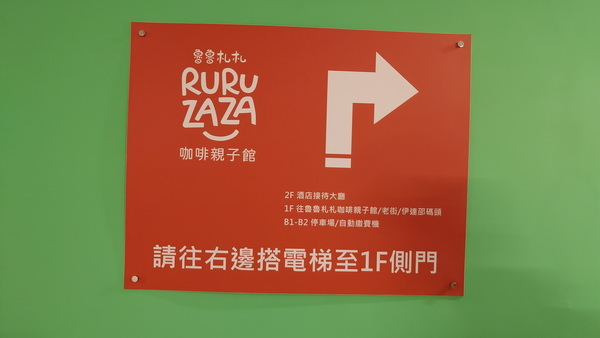 魯魯札札
RURU
ZAZA
咖啡親子館
2F 酒店接待大廳
1F 往魯魯札札咖啡親子館/老街/伊達邵碼頭
B1-B2 停車場/自動繳費機
請往右邊搭電梯至1F側門